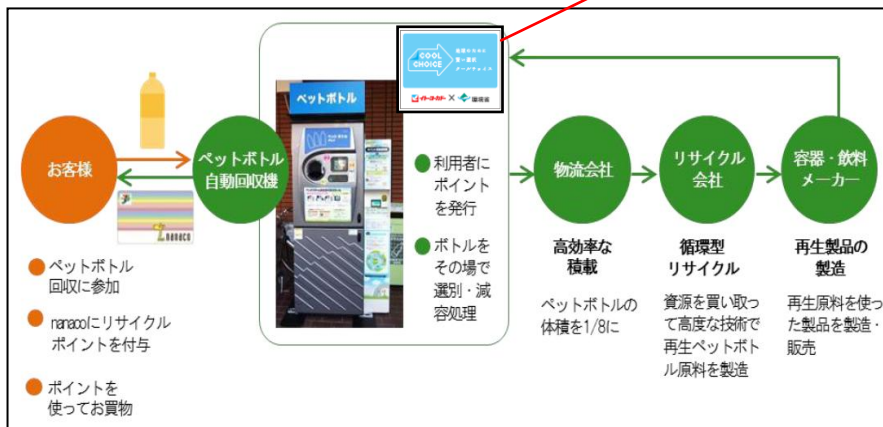 お客様
ペットボトル
自動回収機
nanaco
ペットボトル
回収に参加
nanacoにリサイクル
ポイントを付与
ポイントを
使ってお買物
ペットボトル
COOL
CHOICE
イトーヨーカドー × 環境省
利用者に
ポイント
を発行
ボトルを
その場で
選別・減
容処理
物流会社
高効率な
積載
ペットボトルの
体積を1/8に
リサイクル
会社
循環型
リサイクル
資源を買い取っ
て高度な技術で
再生ペットボト
ル原料を製造
容器・飲料
メーカー
再生製品の
製造
再生原料を使っ
た製品を製造・
販売